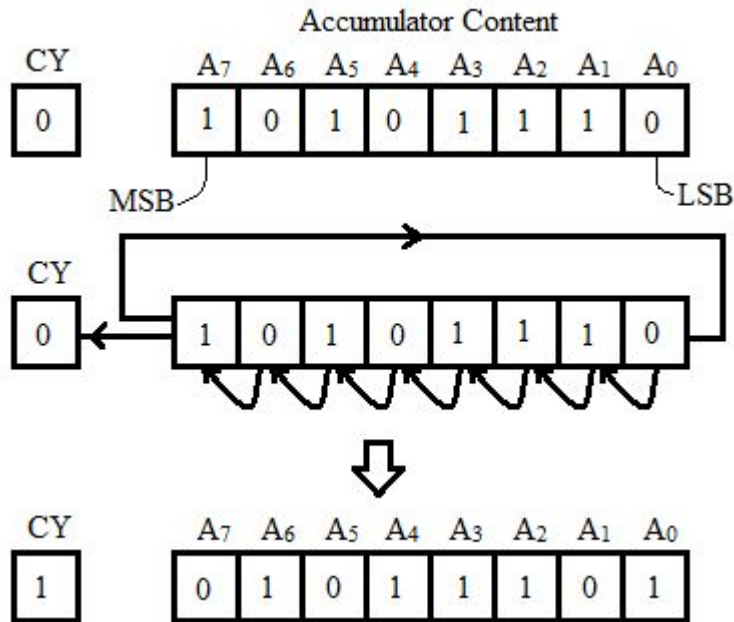 Accumulator Content
CY A7 A6 A5 A4 A3 A2 A1 A0
0 1 0 1 0 1 1 1 0
MSB LSB
CY
0 1 0 1 0 1 1 1 0
CY A7 A6 A5 A4 A3 A2 A1 A0
1 0 1 0 1 1 1 0 1